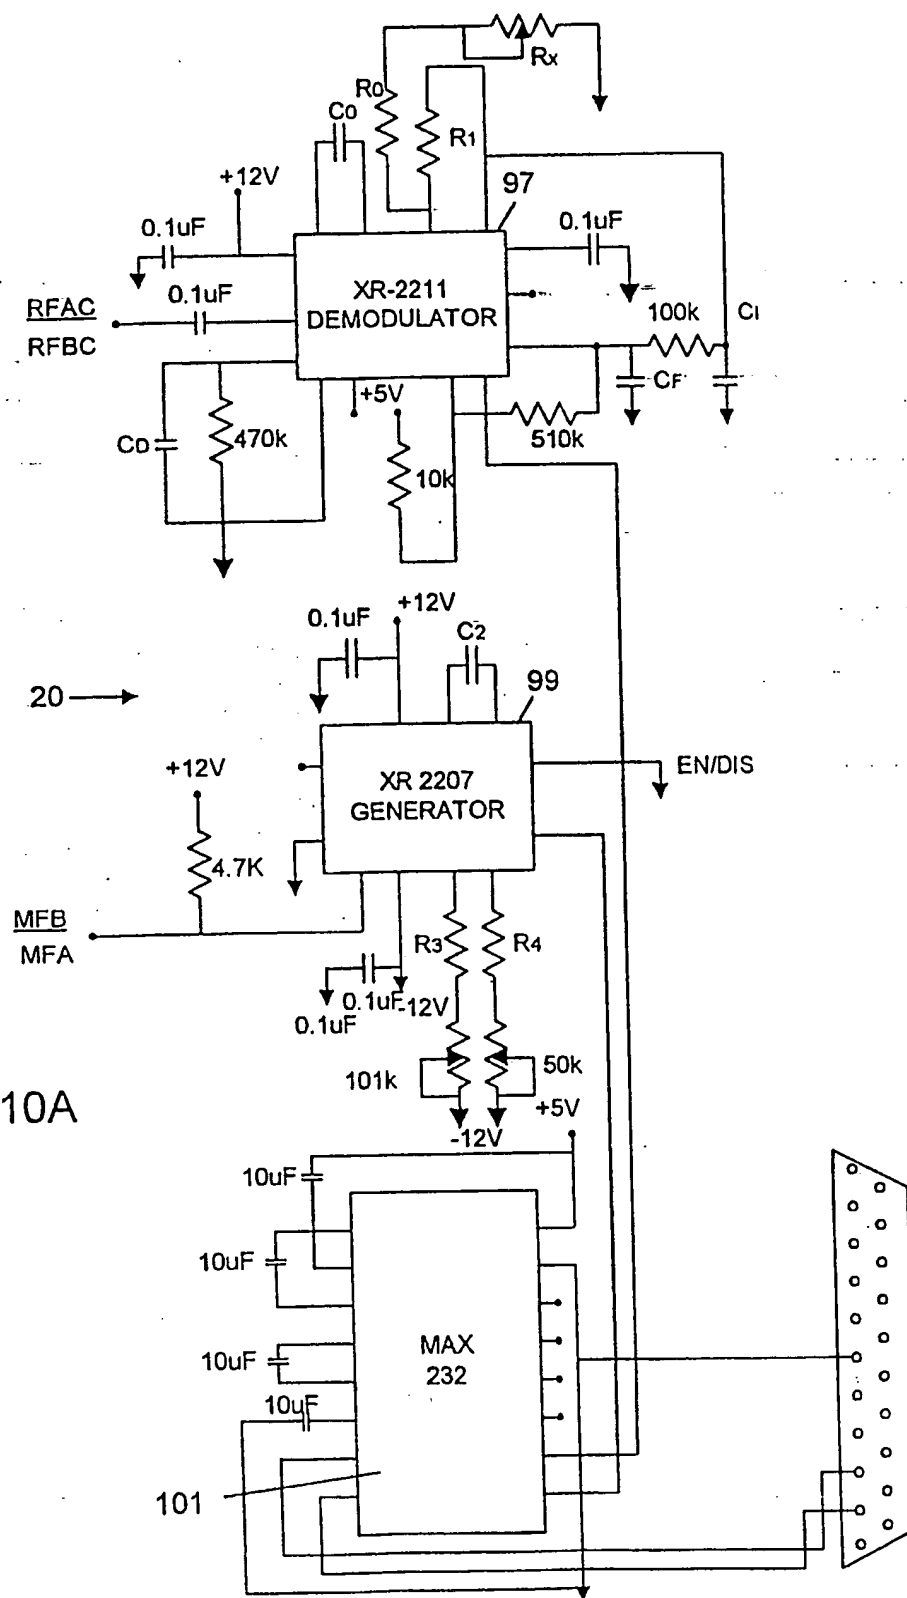 Rx
R0
C0
R1
+12V
97
0.1uF
0.1uF
XR-2211
DEMODULATOR
RFAC
0.1uF
RFBC
100k
CI
CF
+5V
CD
470k
510k
10k
0.1uF
+12V
C2
20
99
+12V
XR 2207
GENERATOR
EN/DIS
4.7K
MFB
MFA
R3
R4
0.1uF
-12V
0.1uF
101k
50k
10A
+5V
-12V
10uF
10uF
MAX
232
10uF
10uF
101